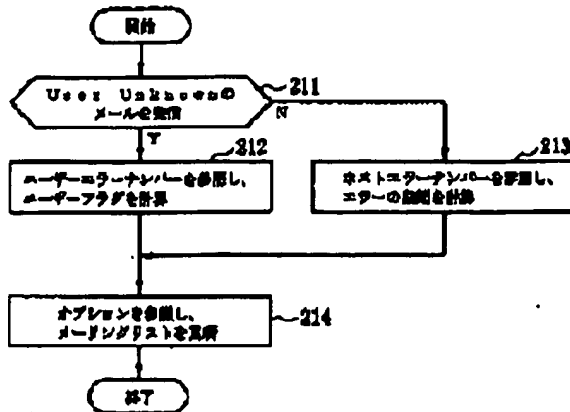 開始
User Unknownの
メールを受信
211
Y
N
212
ユーザーエラーナンバーを参照し、
ユーザーフラグを計算
213
ホストエラーナンバーを参照し、
エラーの を計算
オプションを参照し、
メーリングリストを更新
214
終了